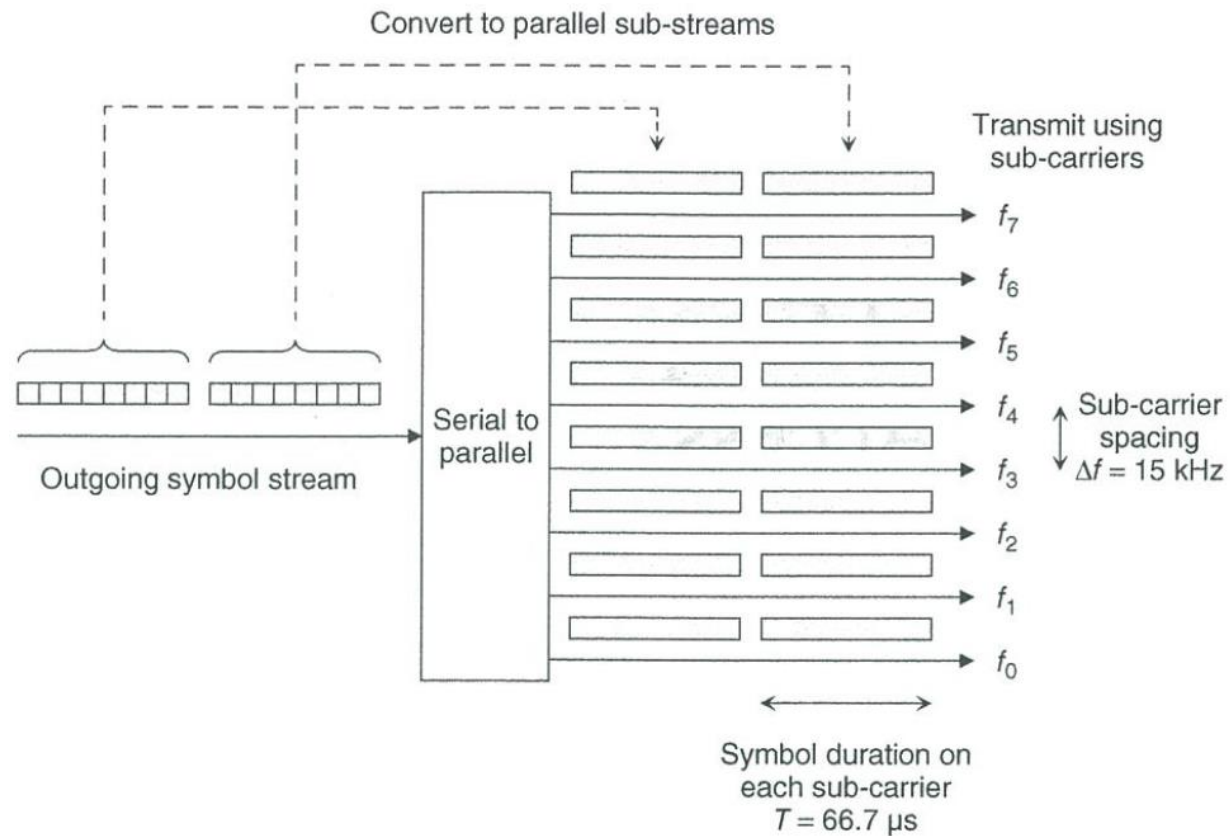 Convert to parallel sub-streams
Transmit using
sub-carriers
f₇
f₆
f₅
f₄
Serial to
parallel
Sub-carrier
spacing
Δf = 15 kHz
Outgoing symbol stream
f₃
f₂
f₁
f₀
Symbol duration on
each sub-carrier
T = 66.7 µs